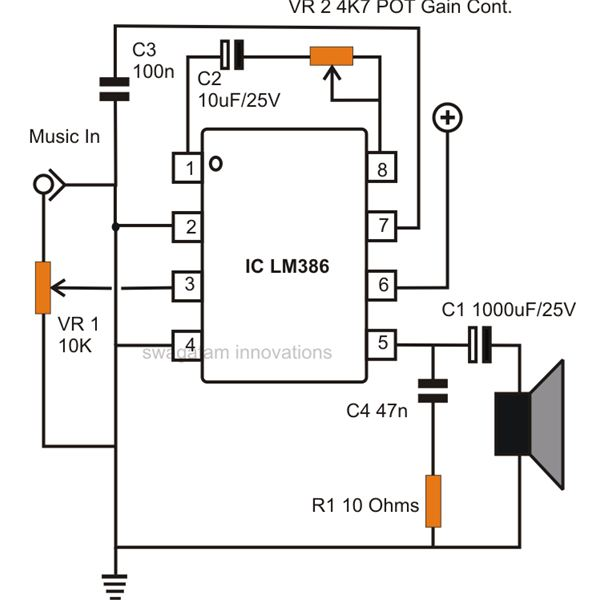 VR 2 4K7 POT Gain Cont.
C3
100n
C2
10uF/25V
Music In
1
8
2
7
IC LM386
3
6
VR 1
10K
C1 1000uF/25V
4
5
swagatam innovations
C4 47n
R1 10 Ohms